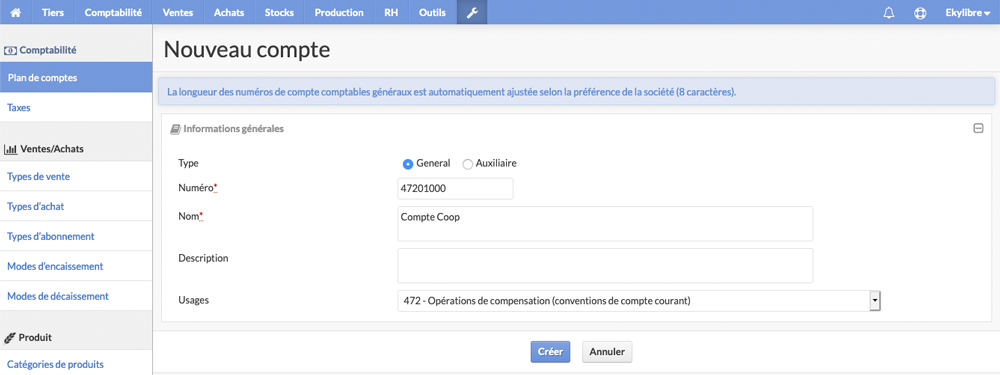 Tiers Comptabilité Ventes Achats Stocks Production RH Outils Ekylibre
Comptabilité
Plan de comptes
Taxes
Ventes/Achats
Types de vente
Types d'achat
Types d'abonnement
Modes d'encaissement
Modes de décaissement
Produit
Catégories de produits
Nouveau compte
La longueur des numéros de compte comptables généraux est automatiquement ajustée selon la préférence de la société (8 caractères).
Informations générales
Type General Auxiliaire
Numéro* 47201000
Nom* Compte Coop
Description
Usages 472 - Opérations de compensation (conventions de compte courant)
Créer Annuler